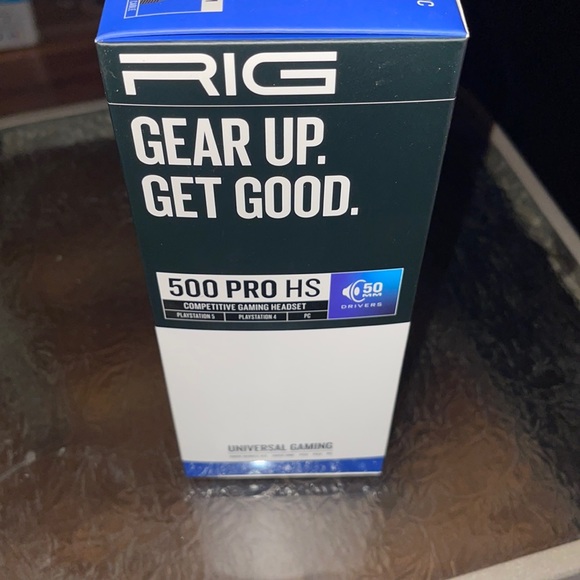 RIG
GEAR UP.
GET GOOD.
500 PRO HS
COMPETITIVE GAMING HEADSET
PLAYSTATION 5 PLAYSTATION 4 PC
50
MM
DRIVERS
UNIVERSAL GAMING